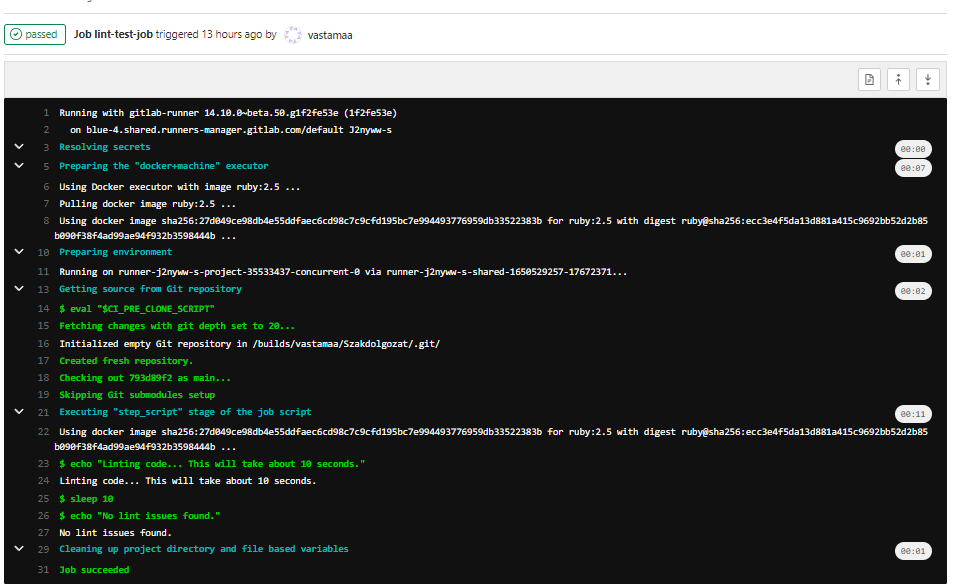 passed Job lint-test-job triggered 13 hours ago by vastamaa
1 Running with gitlab-runner 14.10.0~beta.50.g1f2fe53e (1f2fe53e)
2 on blue-4.shared.runners-manager.gitlab.com/default J2nyww-s
3 Resolving secrets 00:00
5 Preparing the "docker+machine" executor 00:07
6 Using Docker executor with image ruby:2.5 ...
7 Pulling docker image ruby:2.5 ...
8 Using docker image sha256:27d049ce98db4e55ddfaec6cd98c7c9cfd195bc7e994493776959db33522383b for ruby:2.5 with digest ruby@sha256:ecc3e4f5da13d881a415c9692bb52d2b85
b090f38f4ad99ae94f932b3598444b ...
10 Preparing environment 00:01
11 Running on runner-j2nyww-s-project-35533437-concurrent-0 via runner-j2nyww-s-shared-1650529257-17672371...
13 Getting source from Git repository 00:02
14 $ eval "$CI_PRE_CLONE_SCRIPT"
15 Fetching changes with git depth set to 20...
16 Initialized empty Git repository in /builds/vastamaa/Szakdolgozat/.git/
17 Created fresh repository.
18 Checking out 793d89f2 as main...
19 Skipping Git submodules setup
21 Executing "step_script" stage of the job script 00:11
22 Using docker image sha256:27d049ce98db4e55ddfaec6cd98c7c9cfd195bc7e994493776959db33522383b for ruby:2.5 with digest ruby@sha256:ecc3e4f5da13d881a415c9692bb52d2b85
b090f38f4ad99ae94f932b3598444b ...
23 $ echo "Linting code... This will take about 10 seconds."
24 Linting code... This will take about 10 seconds.
25 $ sleep 10
26 $ echo "No lint issues found."
27 No lint issues found.
29 Cleaning up project directory and file based variables 00:01
31 Job succeeded